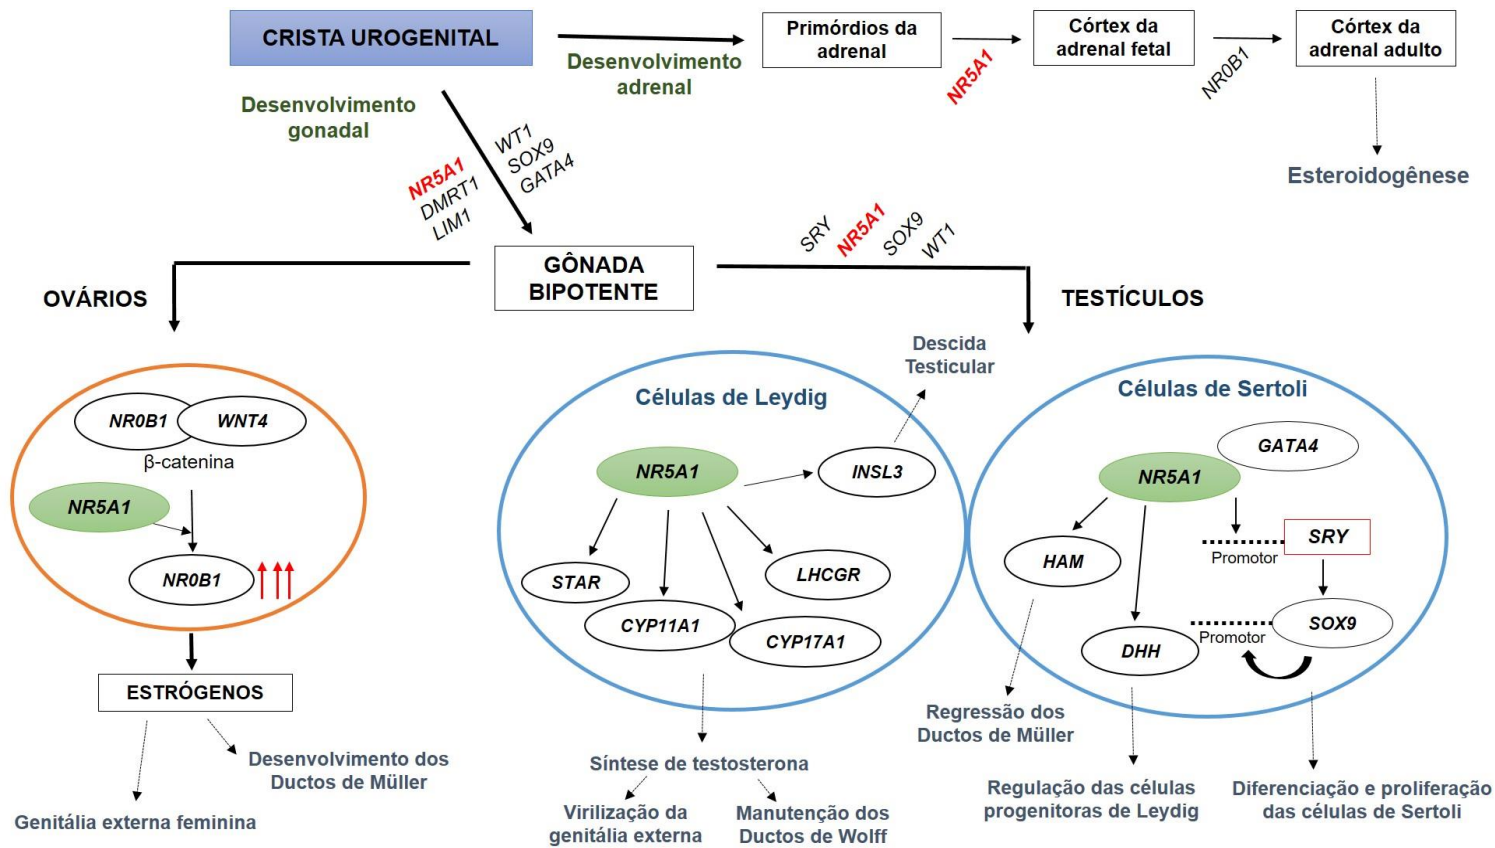 CRISTA UROGENITAL
Desenvolvimento
adrenal
Primórdios da
adrenal
NR5A1
Córtex da
adrenal fetal
NR0B1
Córtex da
adrenal adulto
Esteroidogênese
Desenvolvimento
gonadal
NR5A1
DMRT1
LIM1
WT1
SOX9
GATA4
GÔNADA
BIPOTENTE
SRY
NR5A1
SOX9
WT1
OVÁRIOS
TESTÍCULOS
NR0B1
WNT4
β-catenina
NR5A1
NR0B1
ESTRÓGENOS
Desenvolvimento dos
Ductos de Müller
Genitália externa feminina
Descida
Testicular
Células de Leydig
NR5A1
INSL3
STAR
LHCGR
CYP11A1
CYP17A1
Síntese de testosterona
Virilização da
genitália externa
Manutenção dos
Ductos de Wolff
Células de Sertoli
GATA4
NR5A1
SRY
Promotor
HAM
SOX9
Promotor
DHH
Regressão dos
Ductos de Müller
Regulação das células
progenitoras de Leydig
Diferenciação e proliferação
das células de Sertoli